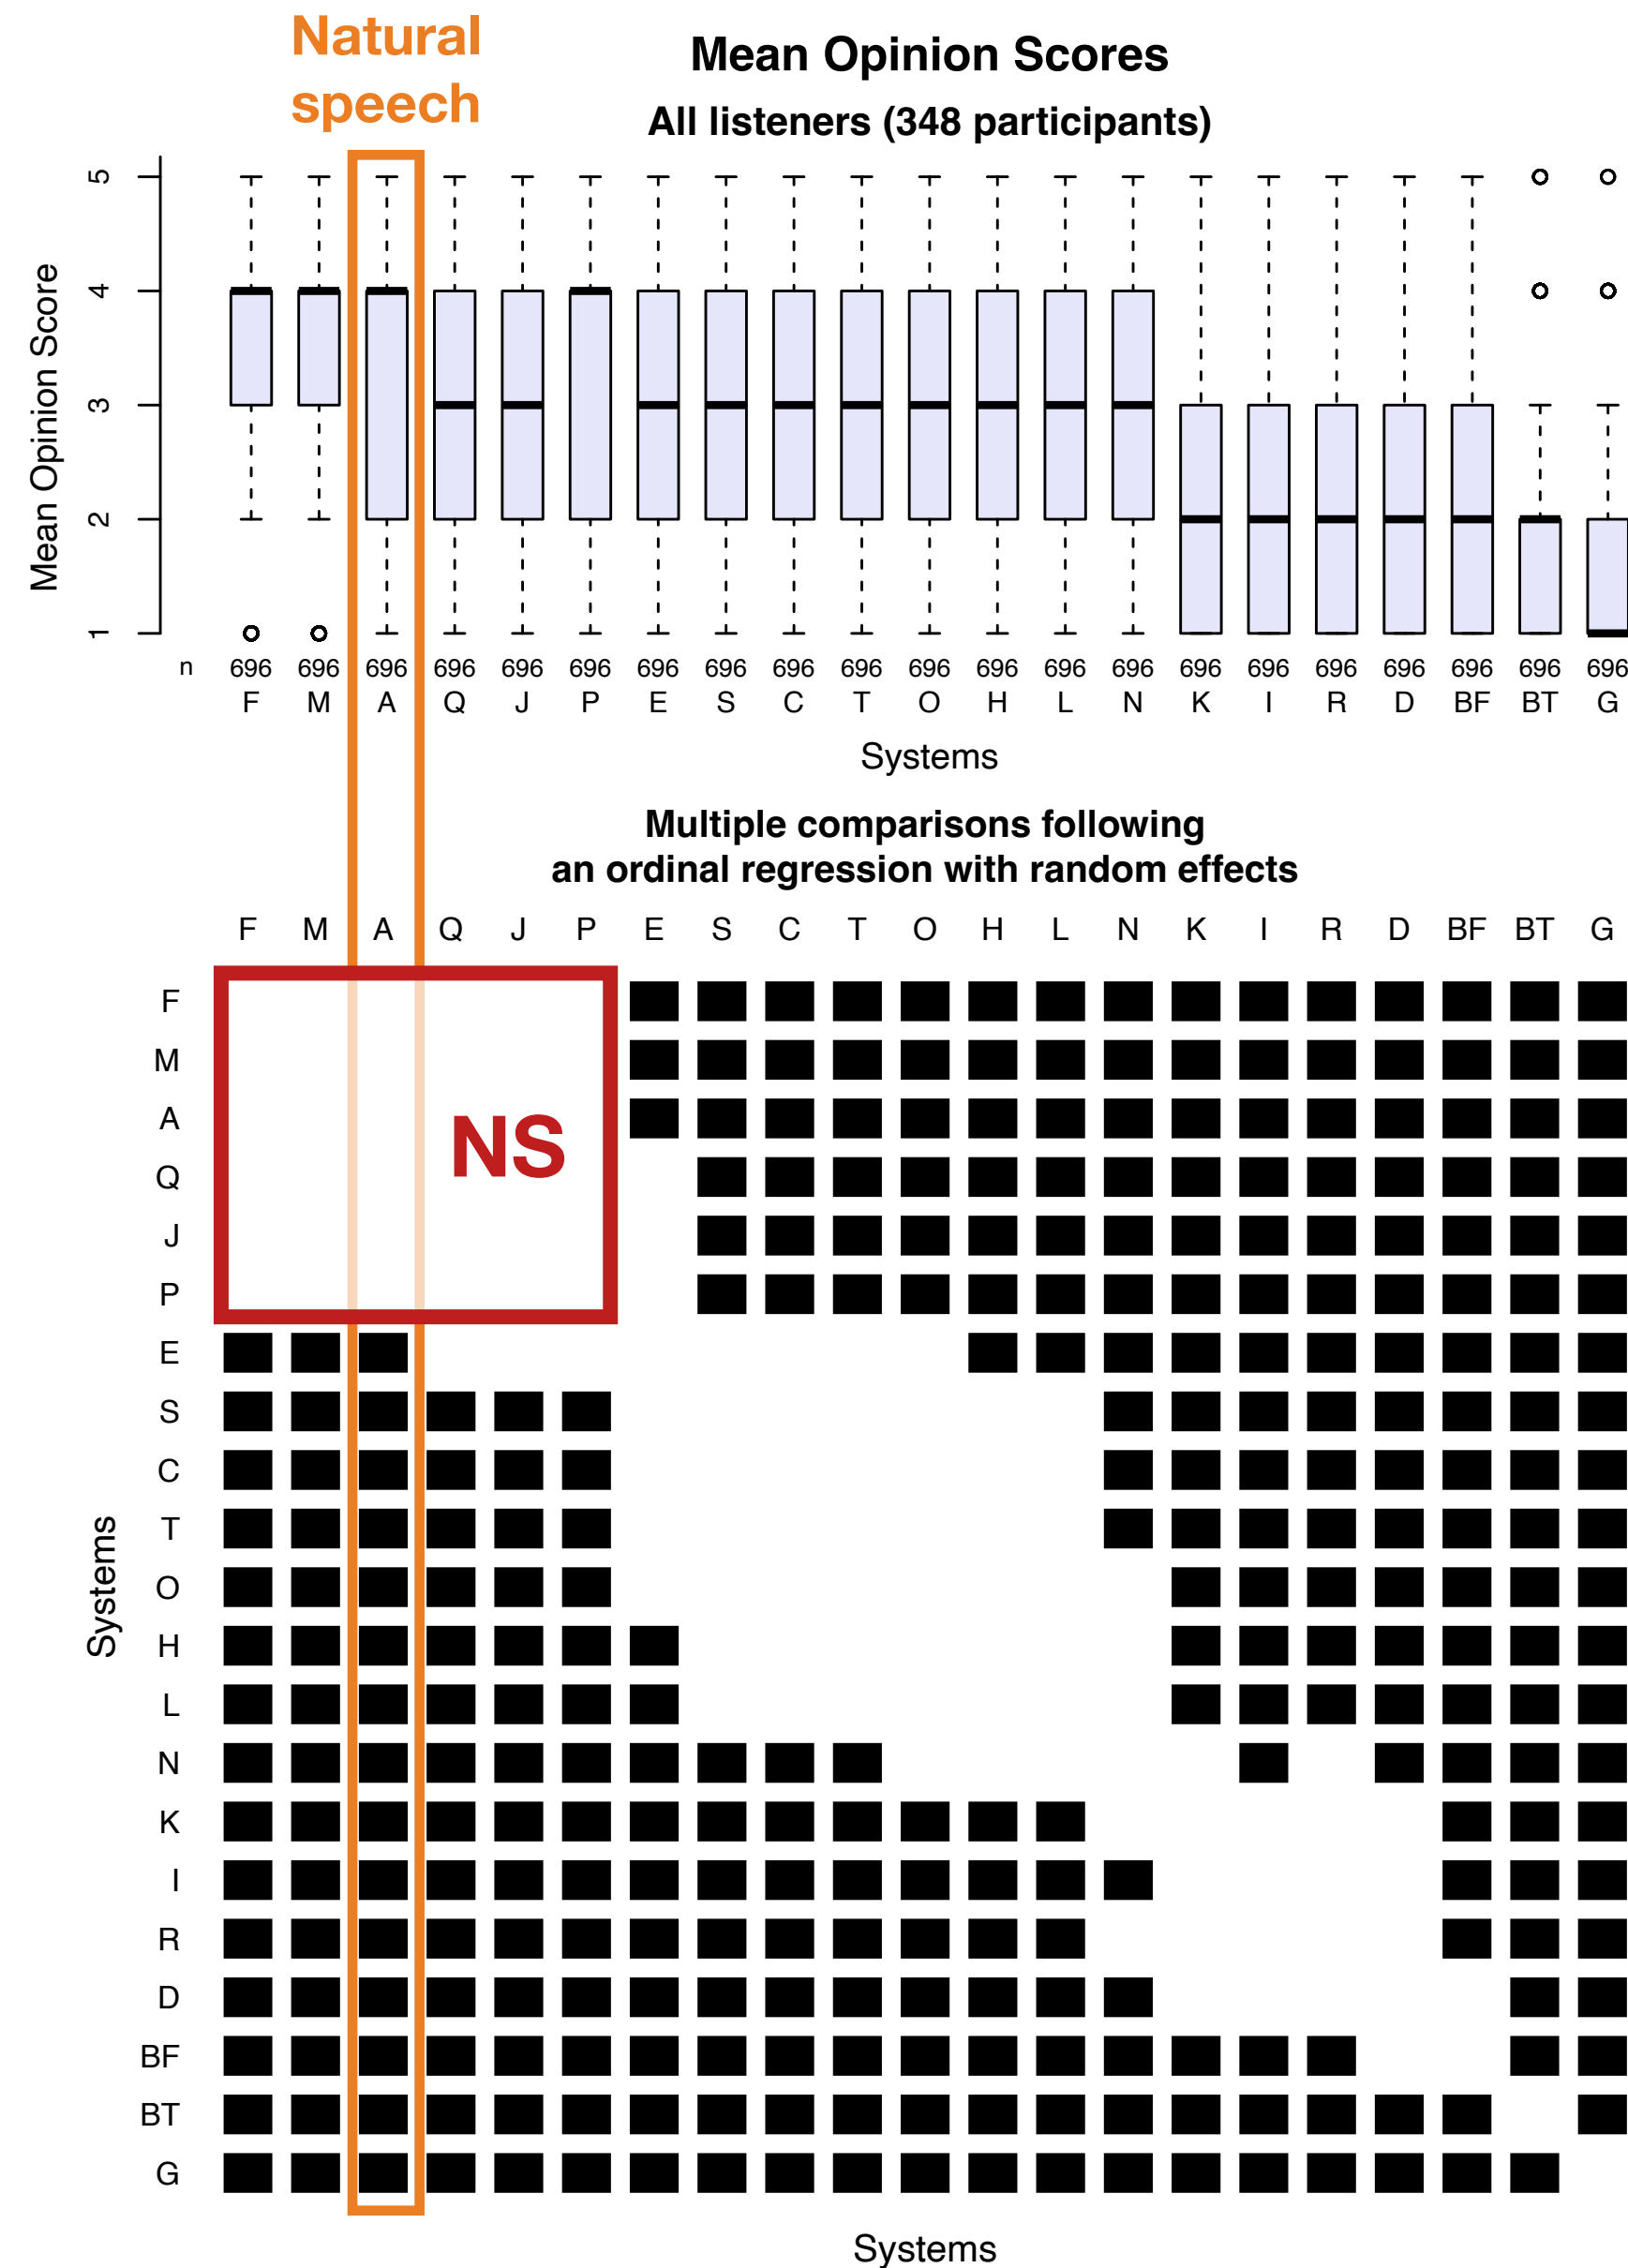 Natural
speech
Mean Opinion Scores
All listeners (348 participants)
Mean Opinion Score
5
4
3
2
1
n 696 696 696 696 696 696 696 696 696 696 696 696 696 696 696 696 696 696 696 696 696
F M A Q J P E S C T O H L N K I R D BF BT G
Systems
Multiple comparisons following
an ordinal regression with random effects
F M A Q J P E S C T O H L N K I R D BF BT G
F
M
A
NS
Q
J
P
E
S
C
T
O
H
L
N
K
I
R
D
BF
BT
G
Systems
Systems